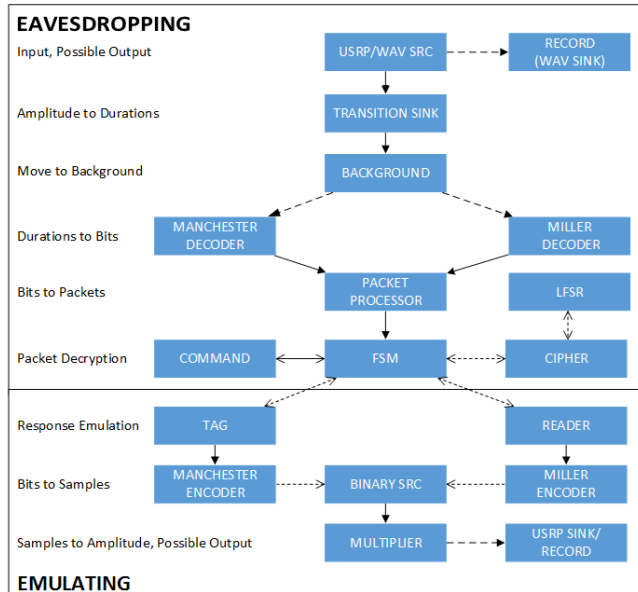 EAVESDROPPING
Input, Possible Output
USRP/WAV SRC
RECORD
(WAV SINK)
Amplitude to Durations
TRANSITION SINK
Move to Background
BACKGROUND
Durations to Bits
MANCHESTER
DECODER
MILLER
DECODER
Bits to Packets
PACKET
PROCESSOR
LFSR
Packet Decryption
COMMAND
FSM
CIPHER
Response Emulation
TAG
READER
Bits to Samples
MANCHESTER
ENCODER
BINARY SRC
MILLER
ENCODER
Samples to Amplitude, Possible Output
MULTIPLIER
USRP SINK/
RECORD
EMULATING